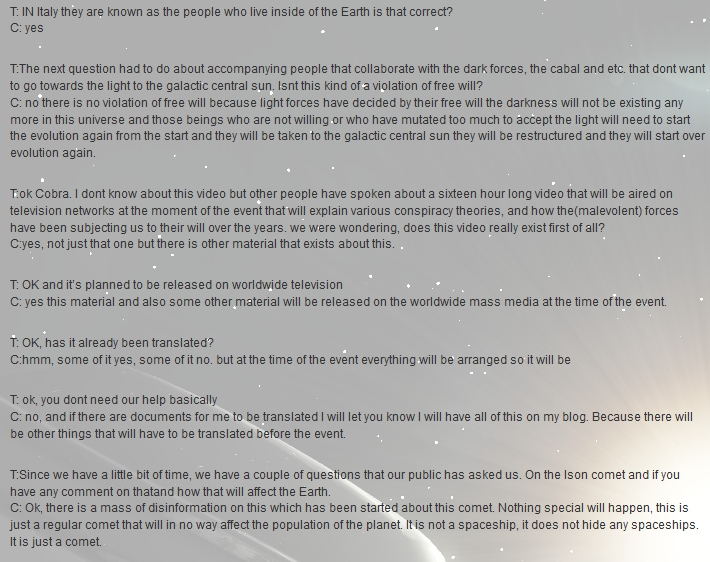 T: IN Italy they are known as the people who live inside of the Earth is that correct?
C: yes
T:The next question had to do about accompanying people that collaborate with the dark forces, the cabal and etc. that dont want
to go towards the light to the galactic central sun, Isnt this kind of a violation of free will?
C: no there is no violation of free will because light forces have decided by their free will the darkness will not be existing any
more in this universe and those beings who are not willing or who have mutated too much to accept the light will need to start
the evolution again from the start and they will be taken to the galactic central sun they will be restructured and they will start over
evolution again.
T:ok Cobra. I dont know about this video but other people have spoken about a sixteen hour long video that will be aired on
television networks at the moment of the event that will explain various conspiracy theories, and how the(malevolent) forces
have been subjecting us to their will over the years. we were wondering, does this video really exist first of all?
C:yes, not just that one but there is other material that exists about this.
T: OK and it's planned to be released on worldwide television
C: yes this material and also some other material will be released on the worldwide mass media at the time of the event.
T: OK, has it already been translated?
C:hmm, some of it yes, some of it no. but at the time of the event everything will be arranged so it will be
T: ok, you dont need our help basically
C: no, and if there are documents for me to be translated I will let you know I will have all of this on my blog. Because there will
be other things that will have to be translated before the event.
T:Since we have a little bit of time, we have a couple of questions that our public has asked us. On the Ison comet and if you
have any comment on thatand how that will affect the Earth.
C: Ok, there is a mass of disinformation on this which has been started about this comet. Nothing special will happen, this is
just a regular comet that will in no way affect the population of the planet. It is not a spaceship, it does not hide any spaceships.
It is just a comet.